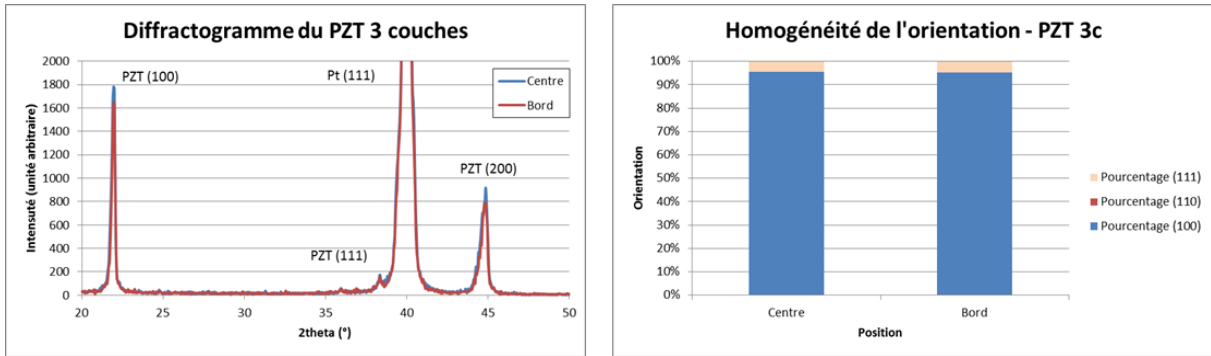 Diffractogramme du PZT 3 couches
Intensuté (unité arbitraire)
2000
1800
1600
1400
1200
1000
800
600
400
200
0
PZT (100)
Pt (111)
PZT (111)
PZT (200)
Centre
Bord
20 25 30 35 40 45 50
2theta (°)
Homogénéité de l'orientation - PZT 3c
Orientation
100%
90%
80%
70%
60%
50%
40%
30%
20%
10%
0%
Centre Bord
Position
Pourcentage (111)
Pourcentage (110)
Pourcentage (100)